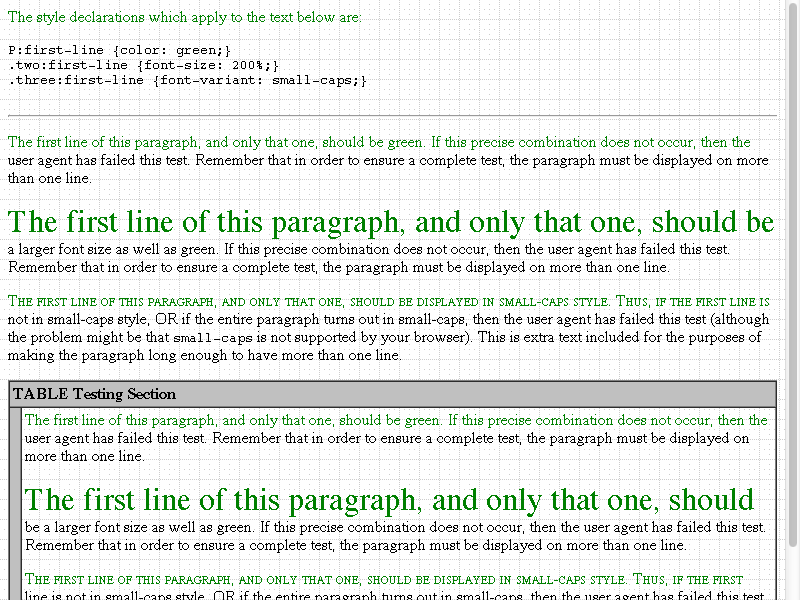 The style declarations which apply to the text below are:
P:first-line {color: green;}
.two:first-line {font-size: 200%;}
.three:first-line {font-variant: small-caps;}
The first line of this paragraph, and only that one, should be green. If this precise combination does not occur, then the
user agent has failed this test. Remember that in order to ensure a complete test, the paragraph must be displayed on more
than one line.
The first line of this paragraph, and only that one, should be
a larger font size as well as green. If this precise combination does not occur, then the user agent has failed this test.
Remember that in order to ensure a complete test, the paragraph must be displayed on more than one line.
The first line of this paragraph, and only that one, should be displayed in small-caps style. Thus, if the first line is
not in small-caps style, OR if the entire paragraph turns out in small-caps, then the user agent has failed this test (although
the problem might be that small-caps is not supported by your browser). This is extra text included for the purposes of
making the paragraph long enough to have more than one line.
TABLE Testing Section
The first line of this paragraph, and only that one, should be green. If this precise combination does not occur, then the
user agent has failed this test. Remember that in order to ensure a complete test, the paragraph must be displayed on
more than one line.
The first line of this paragraph, and only that one, should
be a larger font size as well as green. If this precise combination does not occur, then the user agent has failed this test.
Remember that in order to ensure a complete test, the paragraph must be displayed on more than one line.
The first line of this paragraph, and only that one, should be displayed in small-caps style. Thus, if the first
line is not in small-caps style, OR if the entire paragraph turns out in small-caps, then the user agent has failed this test